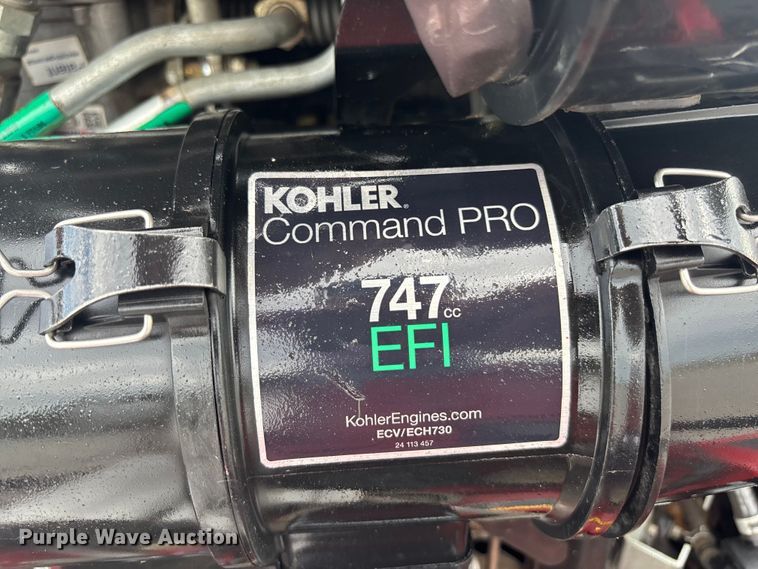 KOHLER®
Command PRO
747cc
EFI
KohlerEngines.com
ECV/ECH730
24 113 457
Purple Wave Auction